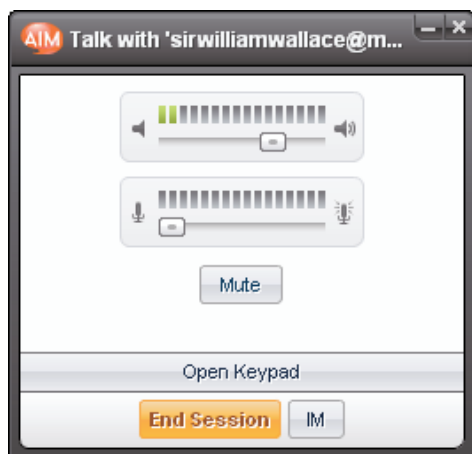 AIM Talk with 'sirwilliamwallace@m...
Mute
Open Keypad
End Session IM